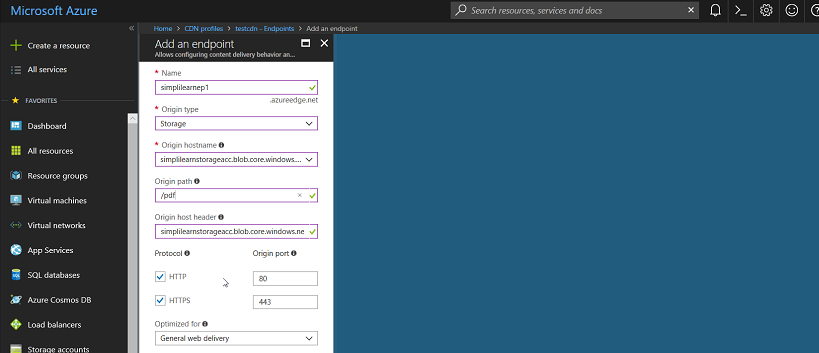 Microsoft Azure
Search resources, services and docs
Home > CDN profiles > testcdn - Endpoints > Add an endpoint
Create a resource
All services
FAVORITES
Dashboard
All resources
Resource groups
Virtual machines
Virtual networks
App Services
SQL databases
Azure Cosmos DB
Load balancers
Storage accounts
Add an endpoint
Allows configuring content delivery behavior an...
* Name
simplilearnep1
.azureedge.net
* Origin type
Storage
* Origin hostname
simplilearnstorageacc.blob.core.windows....
Origin path
/pdf
Origin host header
simplilearnstorageacc.blob.core.windows.ne
Protocol Origin port
HTTP 80
HTTPS 443
Optimized for
General web delivery